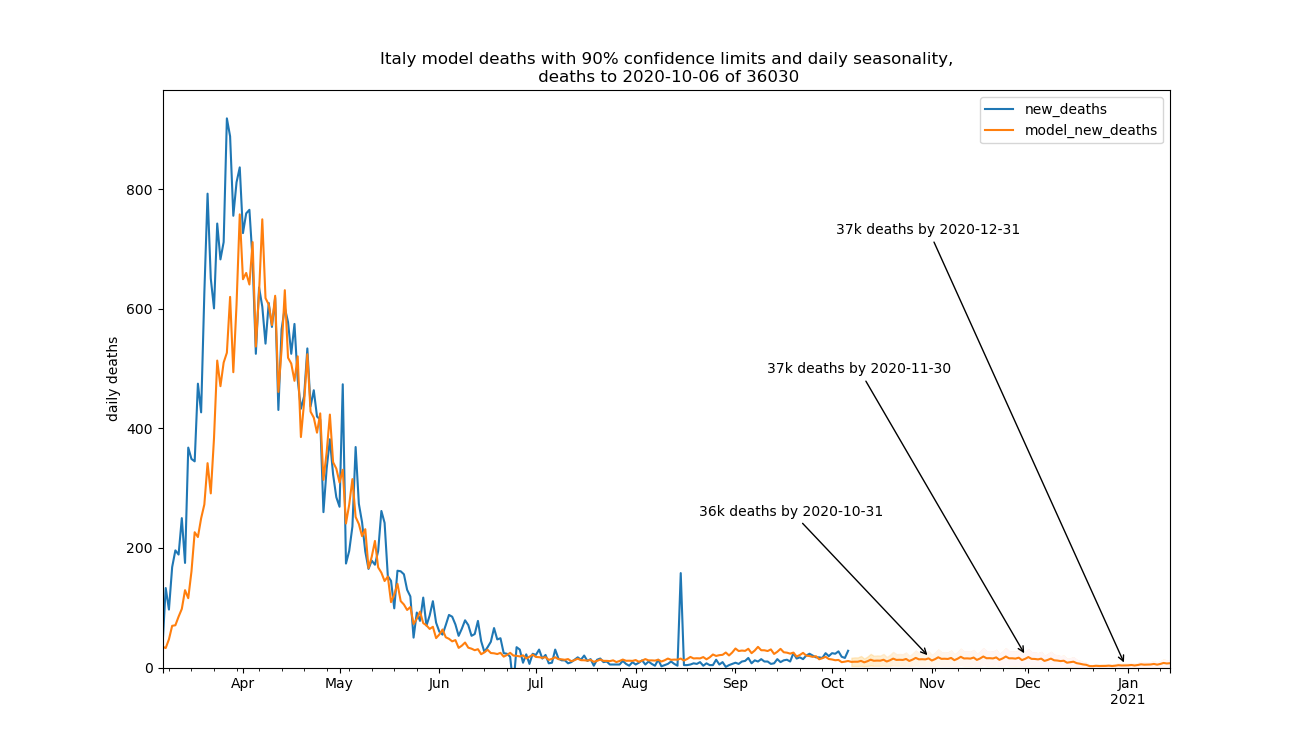 Italy model deaths with 90% confidence limits and daily seasonality,
deaths to 2020-10-06 of 36030
new_deaths
model_new_deaths
daily deaths
800
600
400
200
0
37k deaths by 2020-12-31
37k deaths by 2020-11-30
36k deaths by 2020-10-31
Apr May Jun Jul Aug Sep Oct Nov Dec Jan
2021